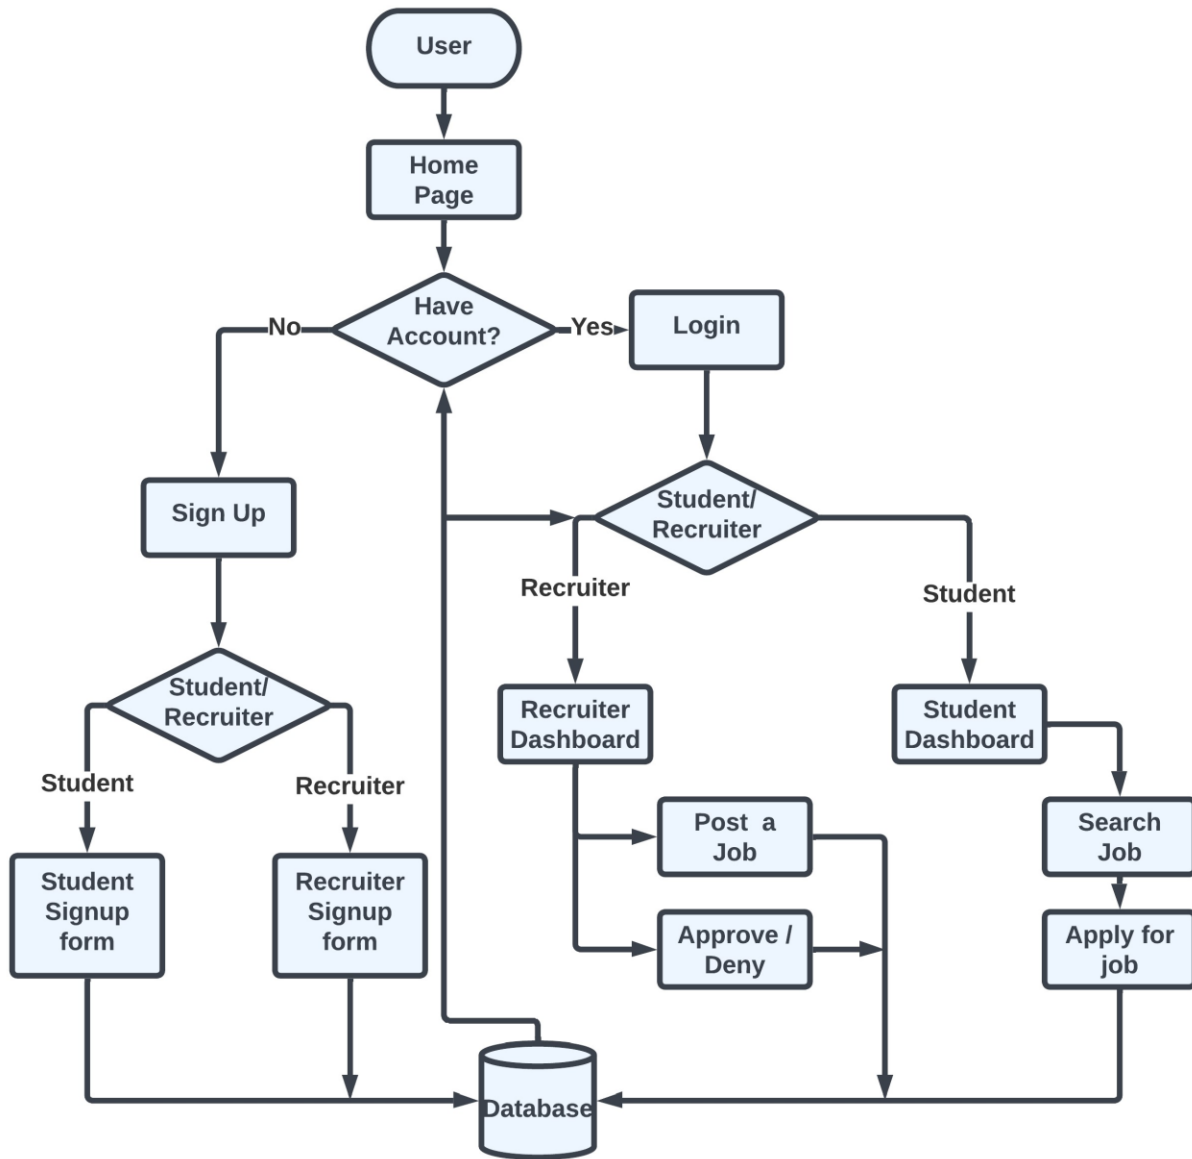 User
Home
Page
Have
Account?
No
Yes
Login
Sign Up
Student/
Recruiter
Student/
Recruiter
Recruiter
Student
Student
Recruiter
Recruiter
Dashboard
Student
Dashboard
Post a
Job
Search
Job
Student
Signup
form
Recruiter
Signup
form
Approve /
Deny
Apply for
job
Database